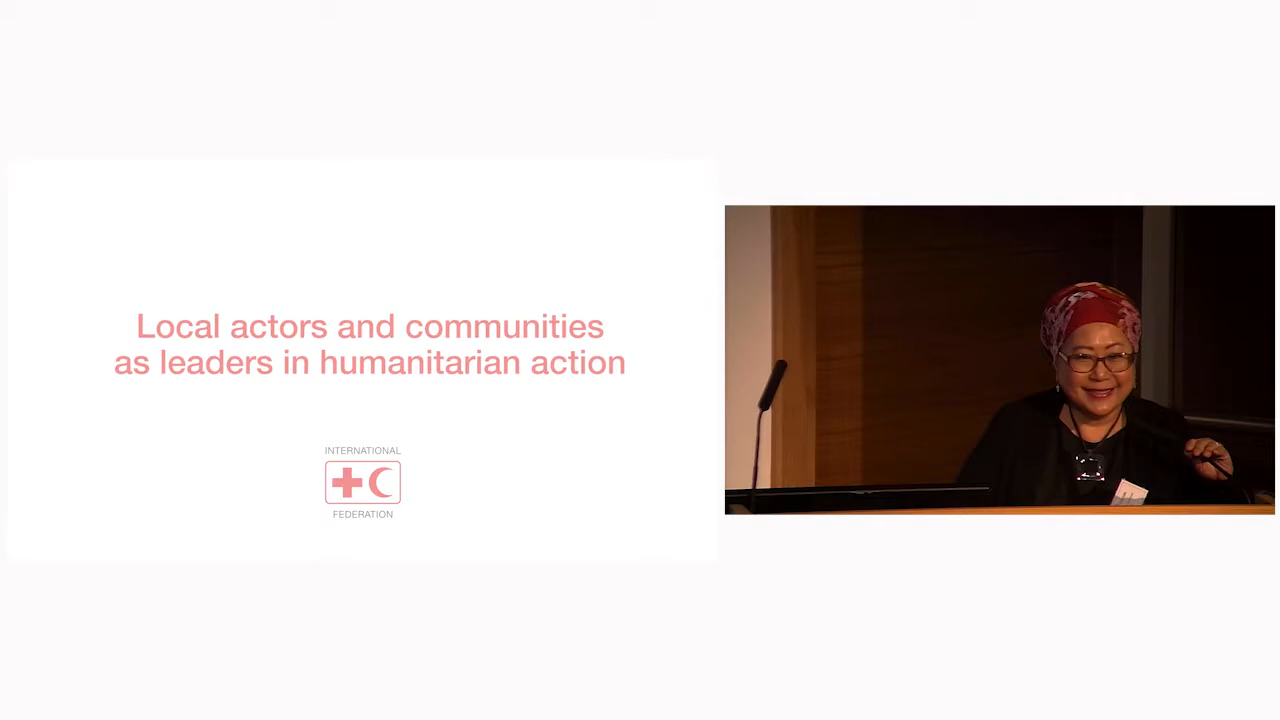 Local actors and communities
as leaders in humanitarian action
INTERNATIONAL
FEDERATION